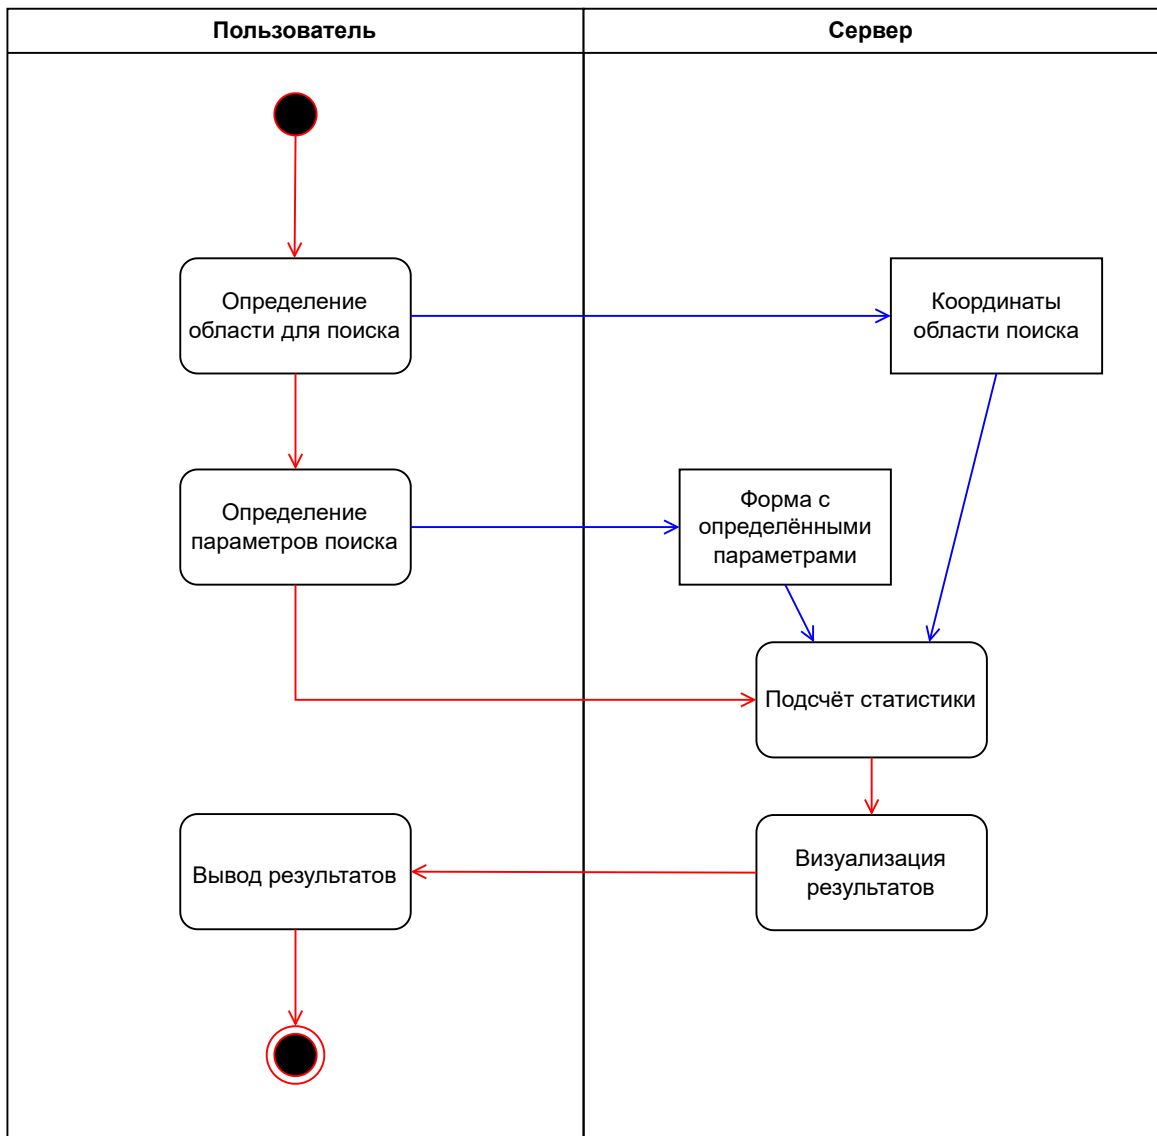 Пользователь
Сервер
Определение
области для поиска
Координаты
области поиска
Определение
параметров поиска
Форма с
определёнными
параметрами
Подсчёт статистики
Вывод результатов
Визуализация
результатов